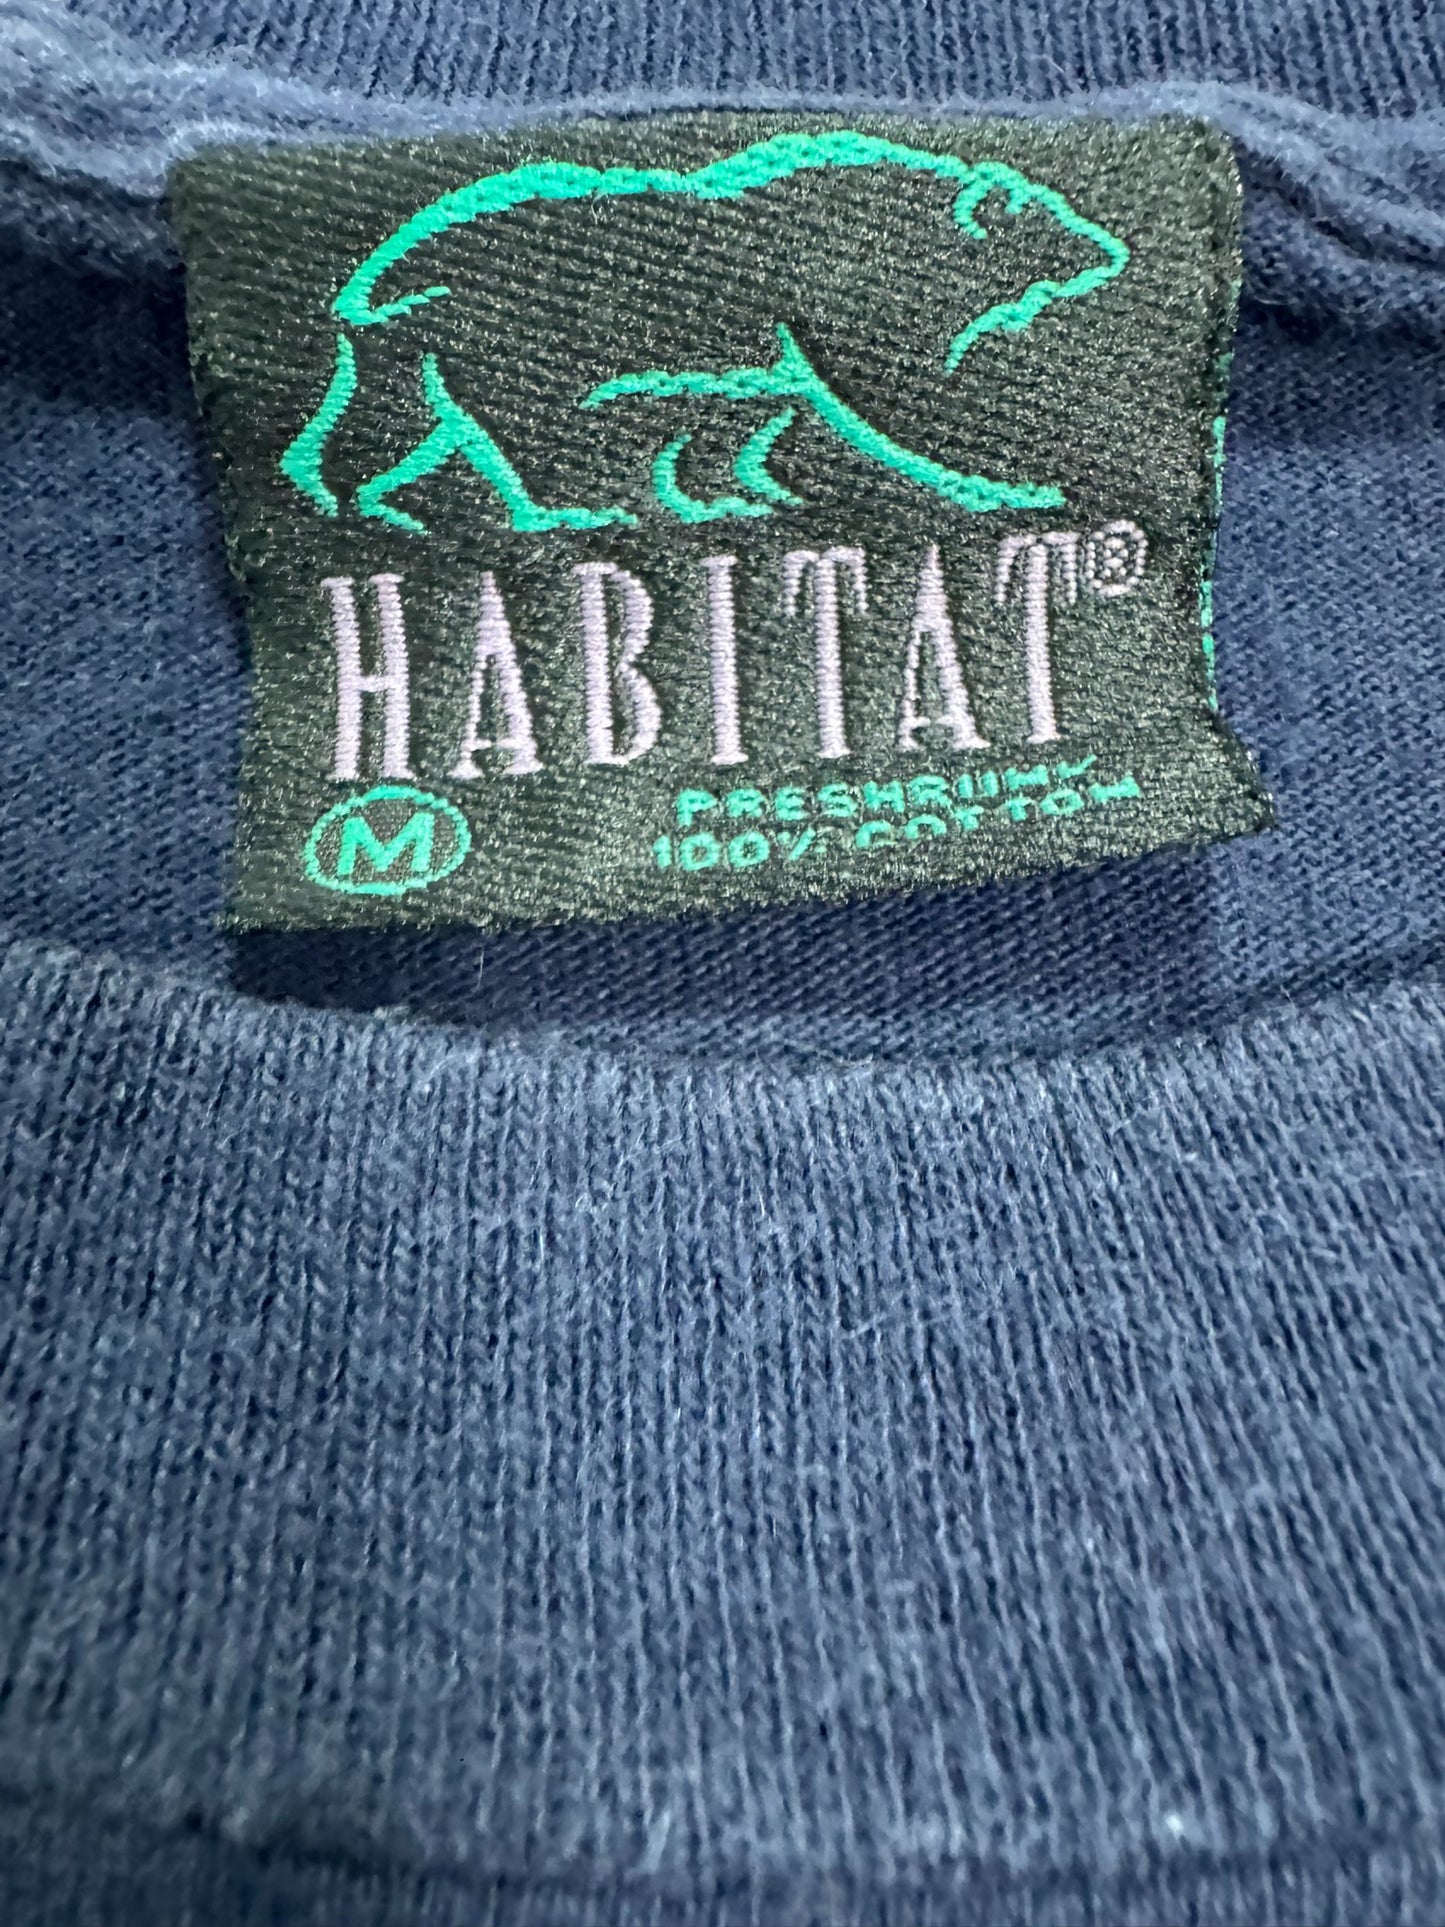 HABITAT®
M
PRESHRUNK
100% COTTON